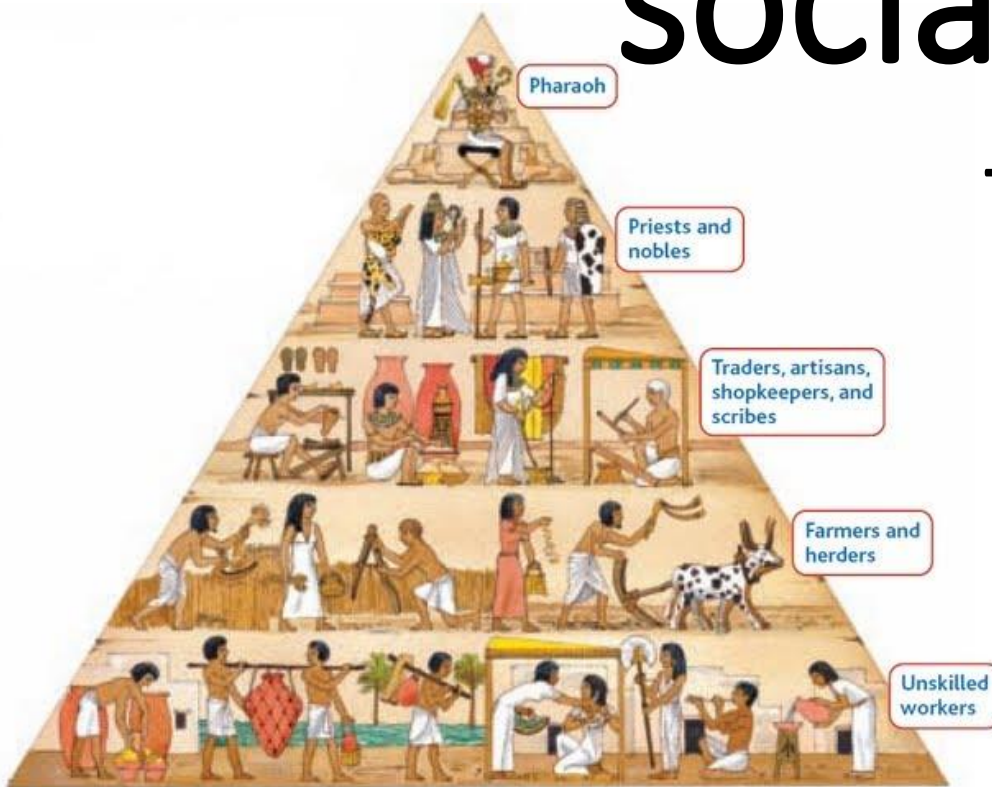 socia
Pharaoh
Priests and
nobles
Traders, artisans,
shopkeepers, and
scribes
Farmers and
herders
Unskilled
workers